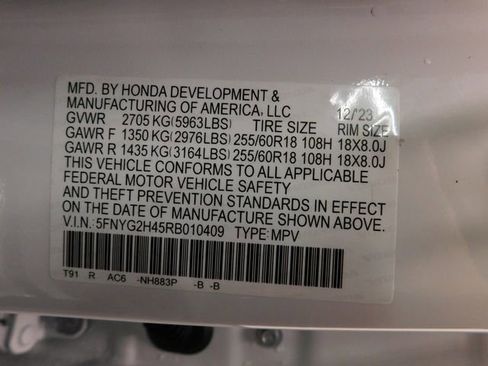 MFD. BY HONDA DEVELOPMENT &
MANUFACTURING OF AMERICA, LLC 12/'23
GVWR 2705 KG(5963LBS) TIRE SIZE RIM SIZE
GAWR F 1350 KG(2976LBS) 255/60R18 108H 18X8.0J
GAWR R 1435 KG(3164LBS) 255/60R18 108H 18X8.0J
THIS VEHICLE CONFORMS TO ALL APPLICABLE
FEDERAL MOTOR VEHICLE SAFETY
AND THEFT PREVENTION STANDARDS IN EFFECT
ON THE DATE OF MANUFACTURE SHOWN ABOVE.
V.I.N.: 5FNYG2H45RB010409 TYPE: MPV
T91 R AC6 -NH883P -B -B